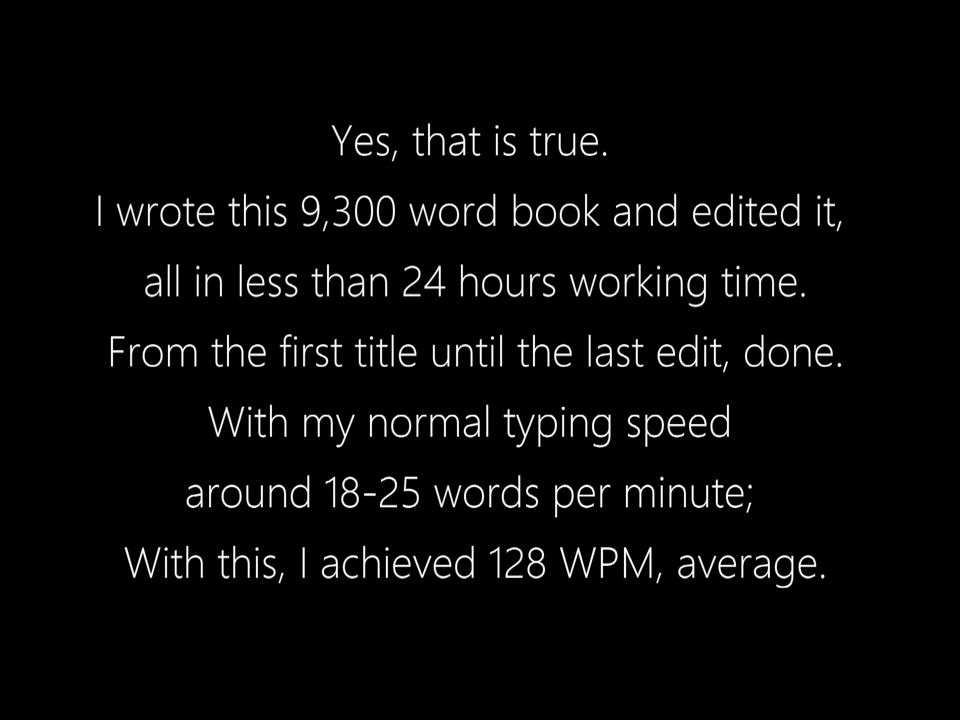 Yes, that is true.
I wrote this 9,300 word book and edited it,
all in less than 24 hours working time.
From the first title until the last edit, done.
With my normal typing speed
around 18-25 words per minute;
With this, I achieved 128 WPM, average.